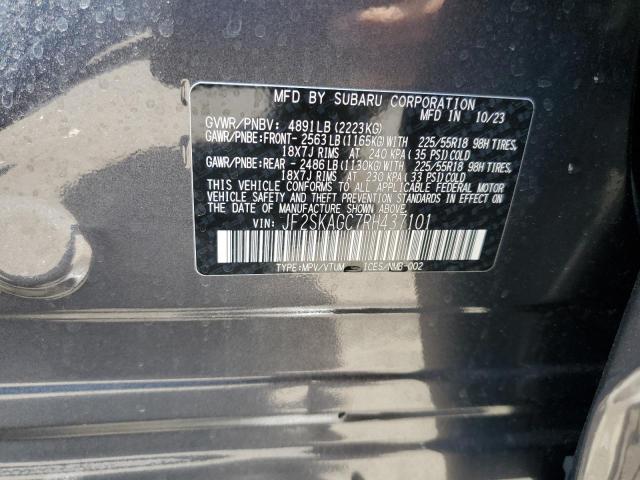 MFD BY SUBARU CORPORATION
MFD IN 10/23
GVWR/PNBV: 4891LB(2223KG)
GAWR/PNBE:FRONT- 2563LB(1165KG)WITH 225/55R18 98H TIRES,
18X7J RIMS AT 240 KPA(35 PSI)COLD
GAWR/PNBE:REAR - 2486LB(1130KG)WITH 225/55R18 98H TIRES,
18X7J RIMS AT 230 KPA(33 PSI)COLD
THIS VEHICLE CONFORMS TO ALL APPLICABLE FEDERAL MOTOR
VEHICLE SAFETY AND THEFT PREVENTION STANDARDS IN EFFECT
ON THE DATE OF MANUFACTURE SHOWN ABOVE.
VIN: JF2SKAGC7RH437101
TYPE:MPV/VTUM ICES/NMB-002